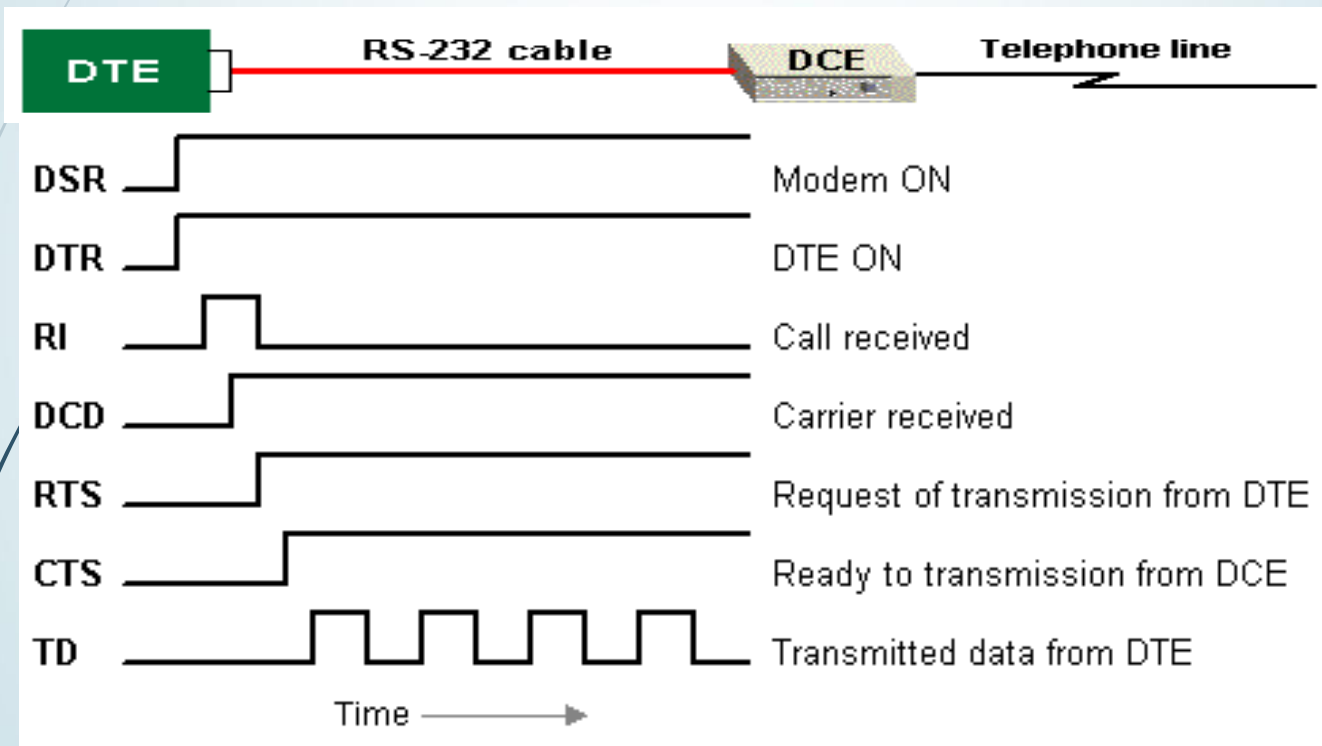 DTE RS-232 cable DCE Telephone line
DSR Modem ON
DTR DTE ON
RI Call received
DCD Carrier received
RTS Request of transmission from DTE
CTS Ready to transmission from DCE
TD Transmitted data from DTE
Time